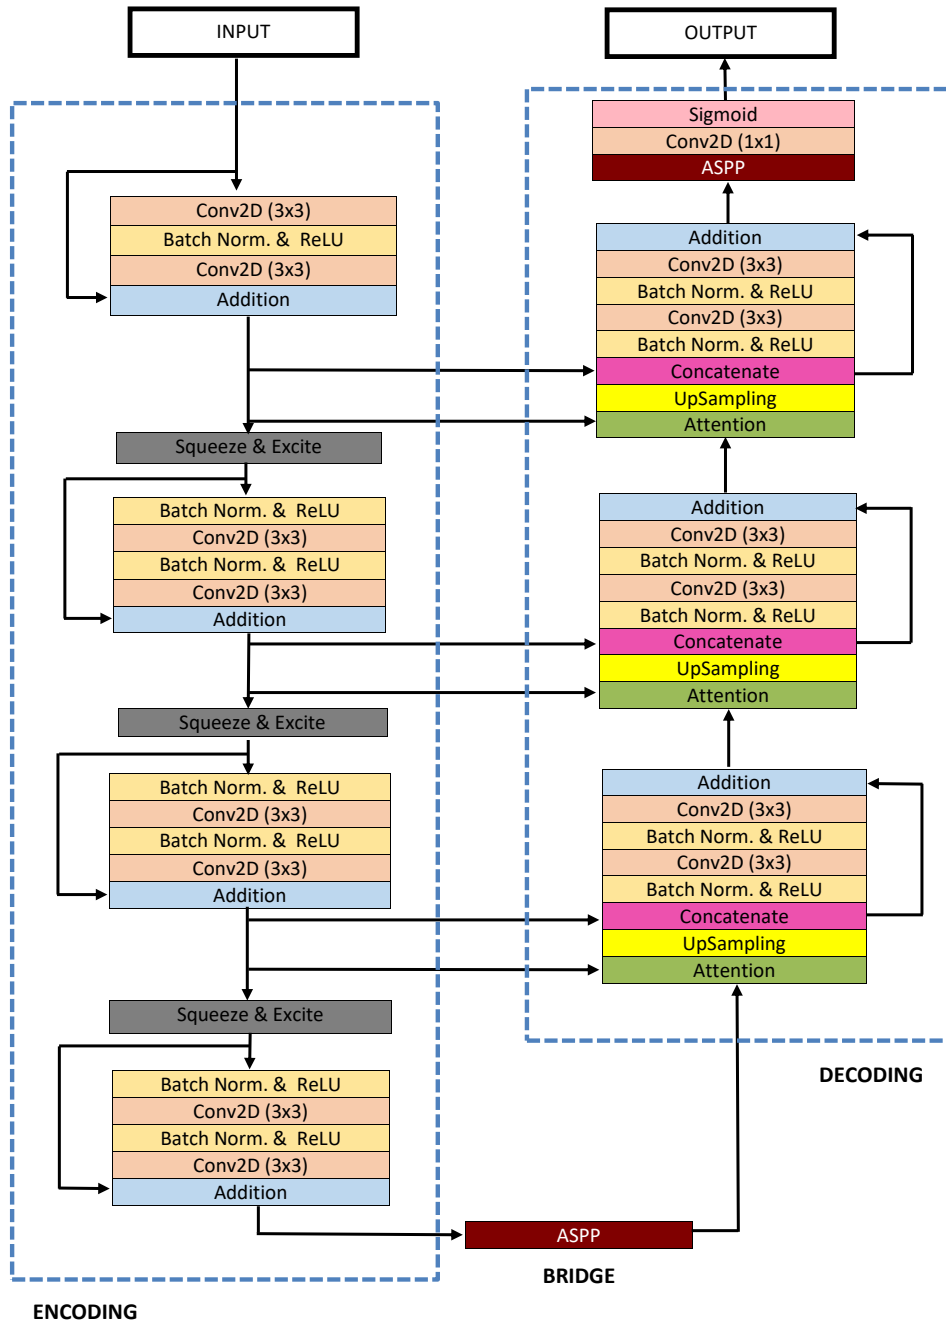 INPUT
Conv2D (3x3)
Batch Norm. & ReLU
Conv2D (3x3)
Addition
Squeeze & Excite
Batch Norm. & ReLU
Conv2D (3x3)
Batch Norm. & ReLU
Conv2D (3x3)
Addition
Squeeze & Excite
Batch Norm. & ReLU
Conv2D (3x3)
Batch Norm. & ReLU
Conv2D (3x3)
Addition
Squeeze & Excite
Batch Norm. & ReLU
Conv2D (3x3)
Batch Norm. & ReLU
Conv2D (3x3)
Addition
ENCODING
ASPP
BRIDGE
OUTPUT
Sigmoid
Conv2D (1x1)
ASPP
Addition
Conv2D (3x3)
Batch Norm. & ReLU
Conv2D (3x3)
Batch Norm. & ReLU
Concatenate
UpSampling
Attention
Addition
Conv2D (3x3)
Batch Norm. & ReLU
Conv2D (3x3)
Batch Norm. & ReLU
Concatenate
UpSampling
Attention
Addition
Conv2D (3x3)
Batch Norm. & ReLU
Conv2D (3x3)
Batch Norm. & ReLU
Concatenate
UpSampling
Attention
DECODING